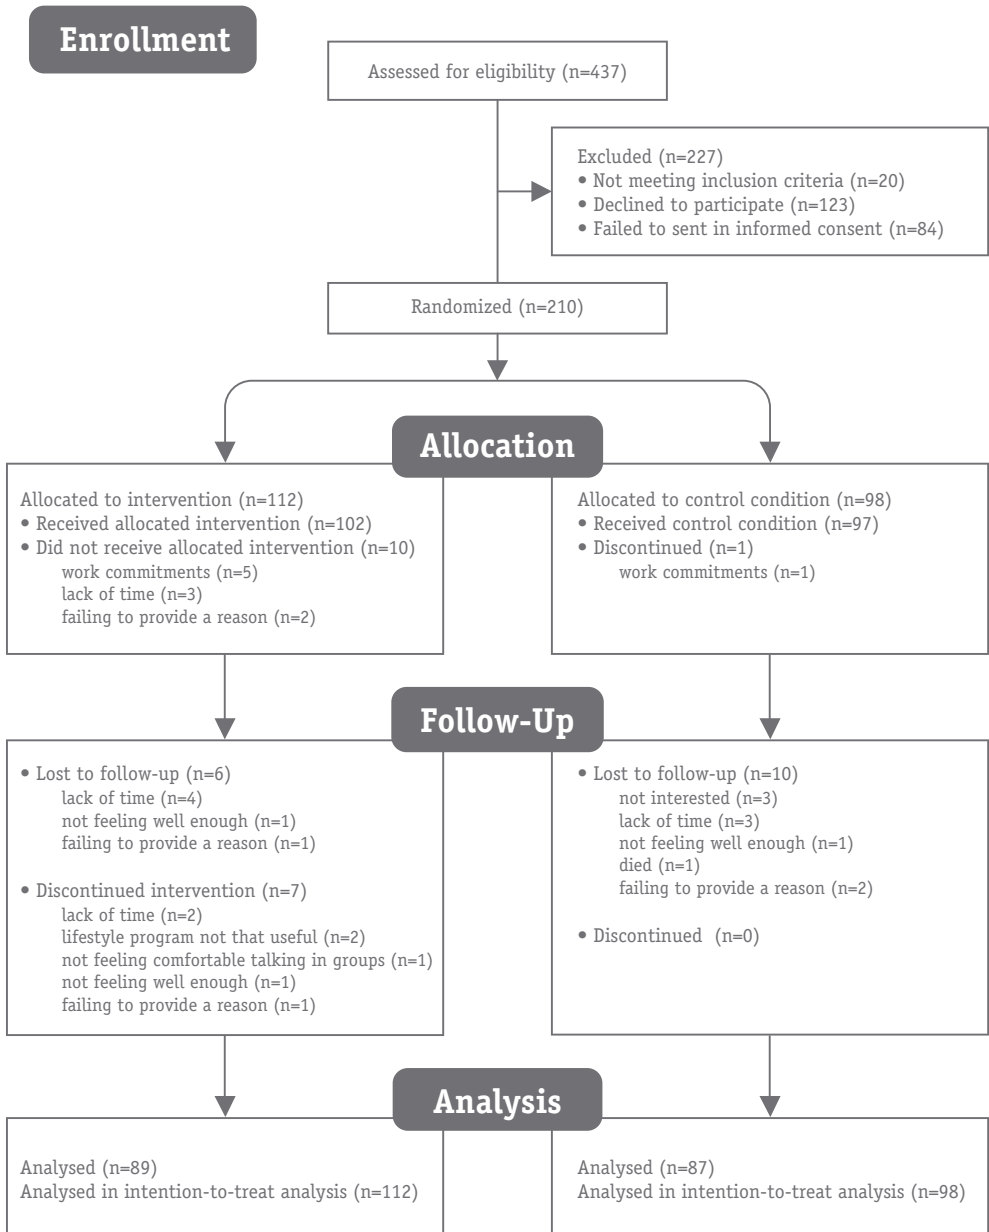 Enrollment
Assessed for eligibility (n=437)
Excluded (n=227)
• Not meeting inclusion criteria (n=20)
• Declined to participate (n=123)
• Failed to sent in informed consent (n=84)
Randomized (n=210)
Allocation
Allocated to intervention (n=112)
• Received allocated intervention (n=102)
• Did not receive allocated intervention (n=10)
work commitments (n=5)
lack of time (n=3)
failing to provide a reason (n=2)
Allocated to control condition (n=98)
• Received control condition (n=97)
• Discontinued (n=1)
work commitments (n=1)
Follow-Up
• Lost to follow-up (n=6)
lack of time (n=4)
not feeling well enough (n=1)
failing to provide a reason (n=1)
• Discontinued intervention (n=7)
lack of time (n=2)
lifestyle program not that useful (n=2)
not feeling comfortable talking in groups (n=1)
not feeling well enough (n=1)
failing to provide a reason (n=1)
• Lost to follow-up (n=10)
not interested (n=3)
lack of time (n=3)
not feeling well enough (n=1)
died (n=1)
failing to provide a reason (n=2)
• Discontinued (n=0)
Analysis
Analysed (n=89)
Analysed in intention-to-treat analysis (n=112)
Analysed (n=87)
Analysed in intention-to-treat analysis (n=98)